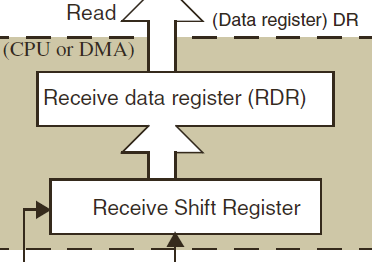 Read
(Data register) DR
(CPU or DMA)
Receive data register (RDR)
Receive Shift Register